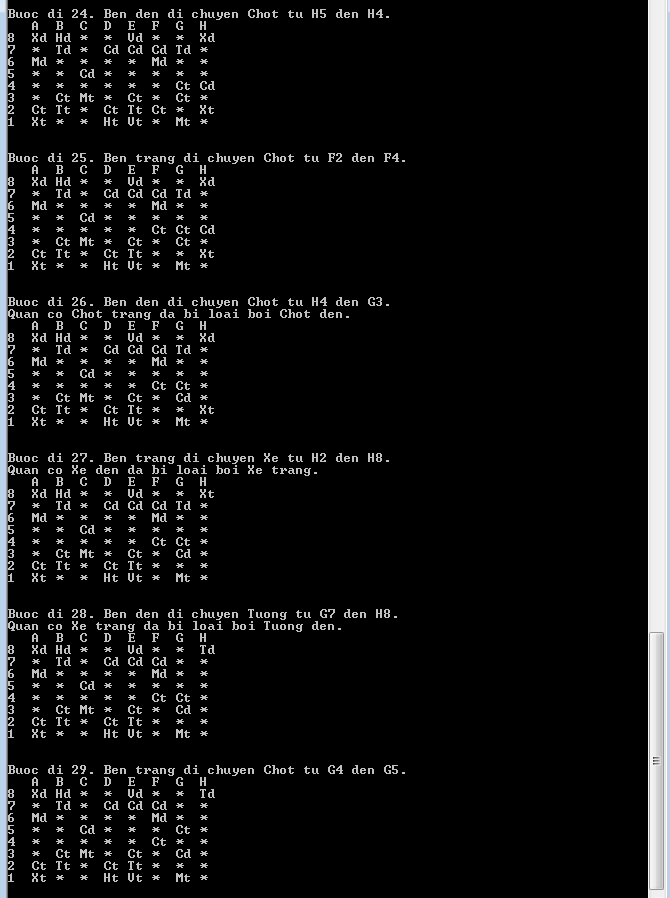 Buoc di 24. Ben den di chuyen Chot tu H5 den H4.
A B C D E F G H
8 Xd Hd * * Vd * * Xd
7 * Td * Cd Cd Cd Td *
6 Md * * * * Md * *
5 * * Cd * * * * *
4 * * * * * * Ct Cd
3 * Ct Mt * Ct * Ct *
2 Ct Tt * Ct Tt Ct * Xt
1 Xt * * Ht Vt * Mt *
Buoc di 25. Ben trang di chuyen Chot tu F2 den F4.
A B C D E F G H
8 Xd Hd * * Vd * * Xd
7 * Td * Cd Cd Cd Td *
6 Md * * * * Md * *
5 * * Cd * * * * *
4 * * * * * Ct Ct Cd
3 * Ct Mt * Ct * Ct *
2 Ct Tt * Ct Tt * * Xt
1 Xt * * Ht Vt * Mt *
Buoc di 26. Ben den di chuyen Chot tu H4 den G3.
Quan co Chot trang da bi loai boi Chot den.
A B C D E F G H
8 Xd Hd * * Vd * * Xd
7 * Td * Cd Cd Cd Td *
6 Md * * * * Md * *
5 * * Cd * * * * *
4 * * * * * Ct Ct *
3 * Ct Mt * Ct * Cd *
2 Ct Tt * Ct Tt * * Xt
1 Xt * * Ht Vt * Mt *
Buoc di 27. Ben trang di chuyen Xe tu H2 den H8.
Quan co Xe den da bi loai boi Xe trang.
A B C D E F G H
8 Xd Hd * * Vd * * Xt
7 * Td * Cd Cd Cd Td *
6 Md * * * * Md * *
5 * * Cd * * * * *
4 * * * * * Ct Ct *
3 * Ct Mt * Ct * Cd *
2 Ct Tt * Ct Tt * * *
1 Xt * * Ht Vt * Mt *
Buoc di 28. Ben den di chuyen Tuong tu G7 den H8.
Quan co Xe trang da bi loai boi Tuong den.
A B C D E F G H
8 Xd Hd * * Vd * * Td
7 * Td * Cd Cd Cd * *
6 Md * * * * Md * *
5 * * Cd * * * * *
4 * * * * * Ct Ct *
3 * Ct Mt * Ct * Cd *
2 Ct Tt * Ct Tt * * *
1 Xt * * Ht Vt * Mt *
Buoc di 29. Ben trang di chuyen Chot tu G4 den G5.
A B C D E F G H
8 Xd Hd * * Vd * * Td
7 * Td * Cd Cd Cd * *
6 Md * * * * Md * *
5 * * Cd * * * Ct *
4 * * * * * Ct * *
3 * Ct Mt * Ct * Cd *
2 Ct Tt * Ct Tt * * *
1 Xt * * Ht Vt * Mt *